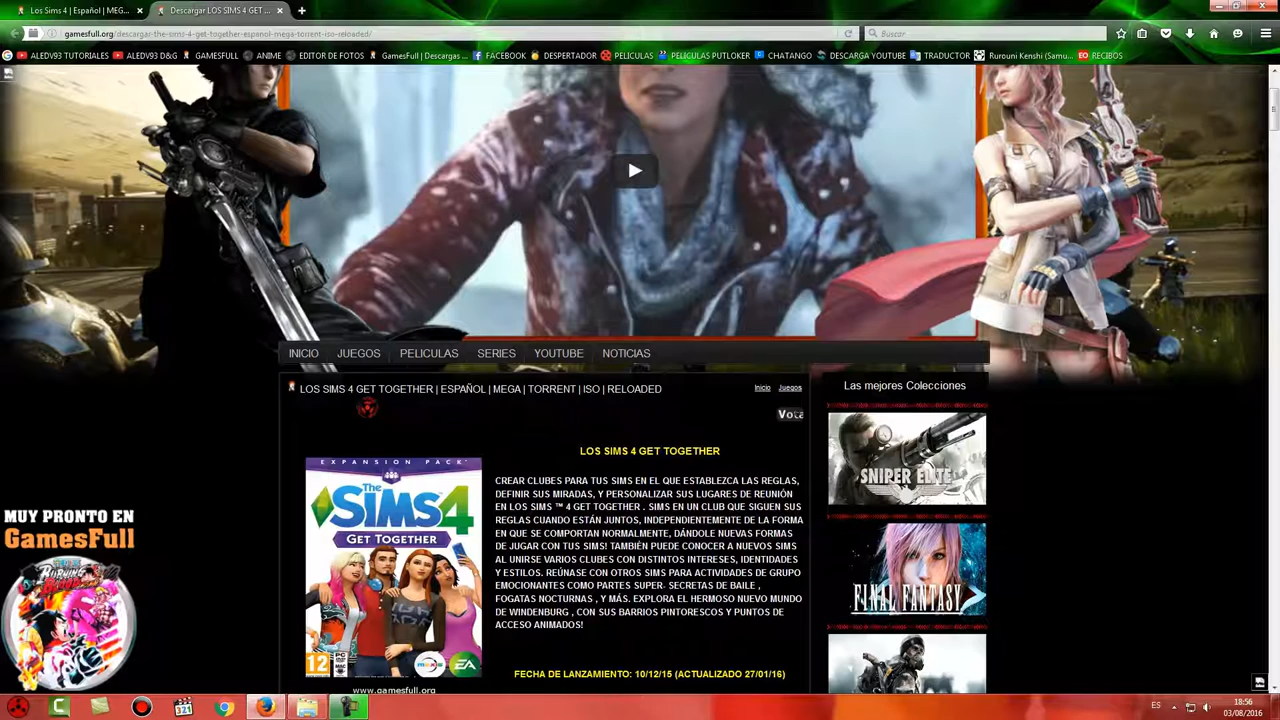 Los Sims 4 | Español | MEG...
Descargar LOS SIMS 4 GET ...
gamesfull.org/descargar-the-sims-4-get-together-espanol-mega-torrent-iso-reloaded/
Buscar
ALEDV93 TUTORIALES
ALEDV93 D&G
GAMESFULL
ANIME
EDITOR DE FOTOS
GamesFull | Descargas ...
FACEBOOK
DESPERTADOR
PELICULAS
PELICULAS PUTLOKER
CHATANGO
DESCARGA YOUTUBE
TRADUCTOR
Rurouni Kenshi (Samu...
RECIBOS
INICIO
JUEGOS
PELICULAS
SERIES
YOUTUBE
NOTICIAS
LOS SIMS 4 GET TOGETHER | ESPAÑOL | MEGA | TORRENT | ISO | RELOADED
Inicio
Juegos
Las mejores Colecciones
LOS SIMS 4 GET TOGETHER
EXPANSION PACK
The SIMS 4
GET TOGETHER
12
EA
www.gamesfull.org
CREAR CLUBES PARA TUS SIMS EN EL QUE ESTABLEZCA LAS REGLAS,
DEFINIR SUS MIRADAS, Y PERSONALIZAR SUS LUGARES DE REUNIÓN
EN LOS SIMS ™ 4 GET TOGETHER . SIMS EN UN CLUB QUE SIGUEN SUS
REGLAS CUANDO ESTÁN JUNTOS, INDEPENDIENTEMENTE DE LA FORMA
EN QUE SE COMPORTAN NORMALMENTE, DÁNDOLE NUEVAS FORMAS
DE JUGAR CON TUS SIMS! TAMBIÉN PUEDE CONOCER A NUEVOS SIMS
AL UNIRSE VARIOS CLUBES CON DISTINTOS INTERESES, IDENTIDADES
Y ESTILOS. REÚNASE CON OTROS SIMS PARA ACTIVIDADES DE GRUPO
EMOCIONANTES COMO PARTES SUPER- SECRETAS DE BAILE ,
FOGATAS NOCTURNAS , Y MÁS. EXPLORA EL HERMOSO NUEVO MUNDO
DE WINDENBURG , CON SUS BARRIOS PINTORESCOS Y PUNTOS DE
ACCESO ANIMADOS!
FECHA DE LANZAMIENTO: 10/12/15 (ACTUALIZADO 27/01/16)
SNIPER ELITE
FINAL FANTASY
MUY PRONTO EN
GamesFull
BURNING
321
ES
18:56
03/08/2016